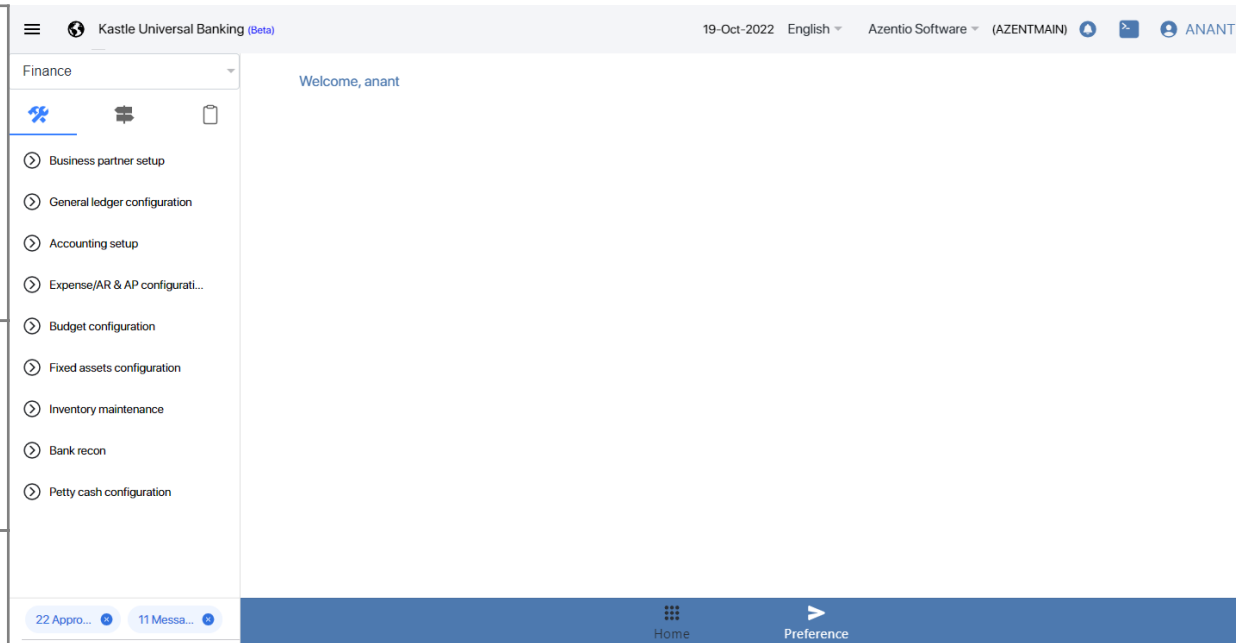 Kastle Universal Banking (Beta)
19-Oct-2022 English Azentio Software (AZENTMAIN) ANANT
Finance
Welcome, anant
Business partner setup
General ledger configuration
Accounting setup
Expense/AR & AP configurati...
Budget configuration
Fixed assets configuration
Inventory maintenance
Bank recon
Petty cash configuration
22 Appro... 11 Messa...
Home Preference